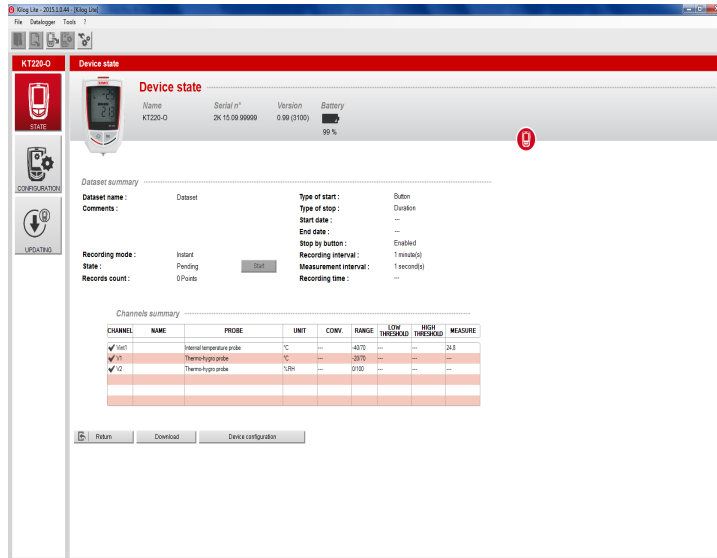 Kilog Lite - 2015.1.0.44 - [Kilog Lite]
File Datalogger Tools ?
KT220-O
Device state
STATE
CONFIGURATION
UPDATING
Device state
Name Serial n° Version Battery
KT220-O 2K 15.09.99999 0.99 (3100)
99 %
Dataset summary
Dataset name : Dataset Type of start : Button
Comments : Type of stop : Duration
Start date : ---
End date : ---
Stop by button : Enabled
Recording mode : Instant Recording interval : 1 minute(s)
State : Pending Start Measurement interval : 1 second(s)
Records count : 0 Points Recording time : ---
Channels summary
CHANNEL NAME PROBE UNIT CONV. RANGE LOW THRESHOLD HIGH THRESHOLD MEASURE
Vint1 Internal temperature probe °C --- -40/70 --- --- 24,8
V1 Thermo-hygro probe °C --- -20/70 --- --- ---
V2 Thermo-hygro probe %RH --- 0/100 --- --- ---
Return Download Device configuration